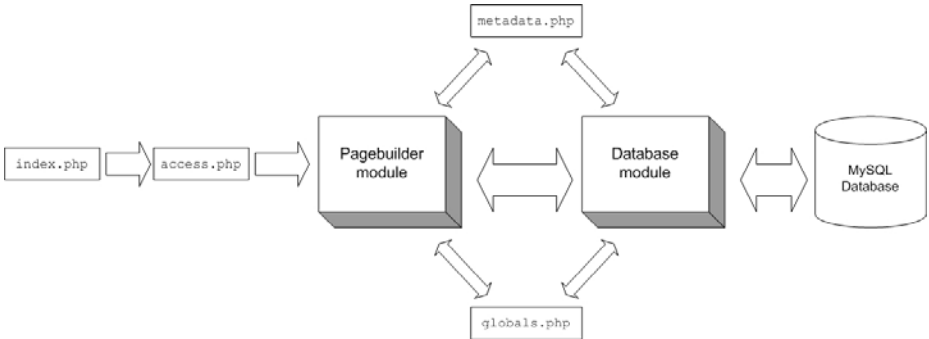 metadata.php
index.php
access.php
Pagebuilder
module
Database
module
MySQL
Database
globals.php